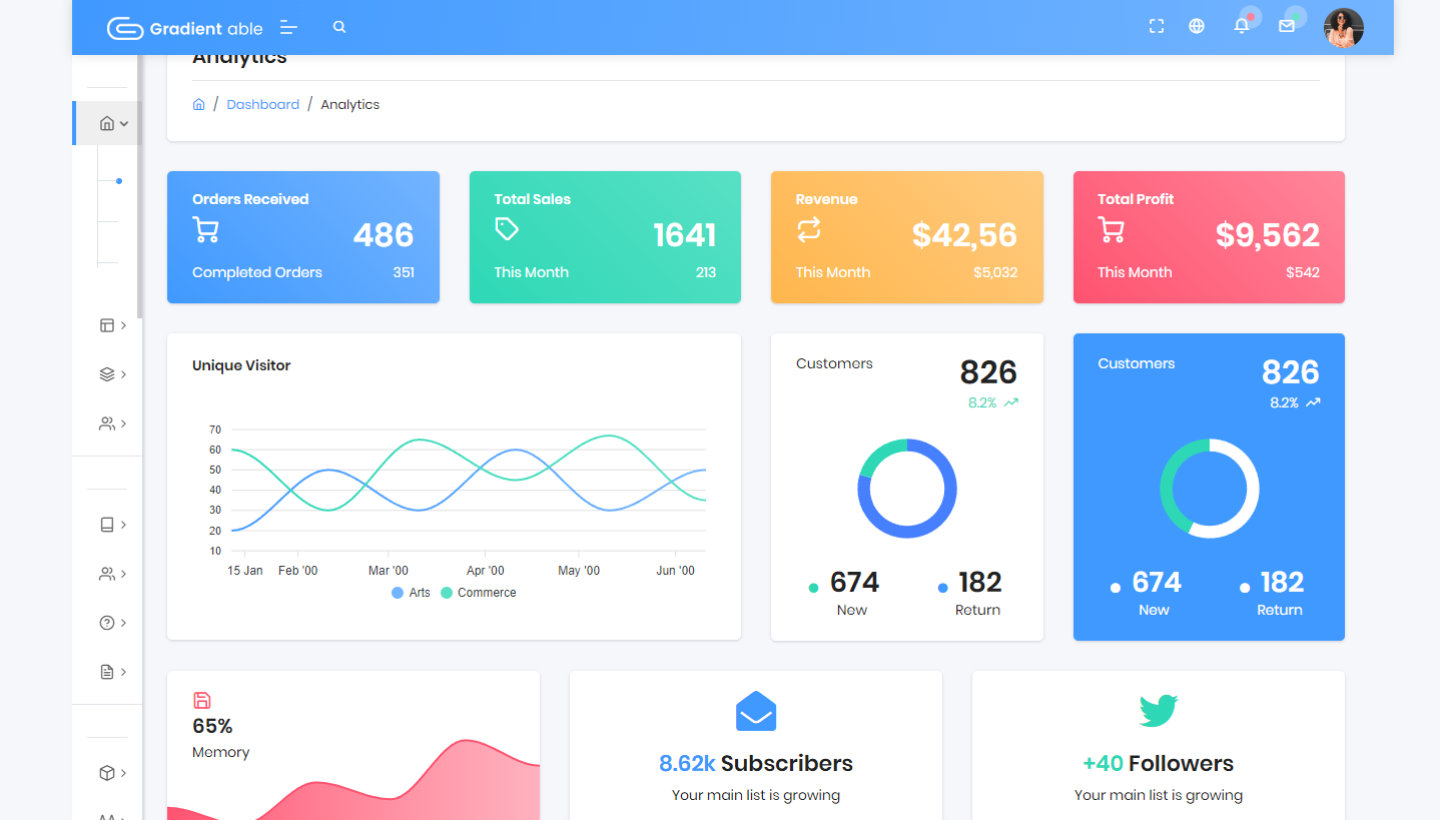 Gradient able
Analytics
/ Dashboard / Analytics
Orders Received
486
Completed Orders 351
Total Sales
1641
This Month 213
Revenue
$42,56
This Month $5,032
Total Profit
$9,562
This Month $542
Unique Visitor
70
60
50
40
30
20
10
15 Jan Feb '00 Mar '00 Apr '00 May '00 Jun '00
Arts Commerce
Customers 826
8.2%
674 182
New Return
Customers 826
8.2%
674 182
New Return
65%
Memory
8.62k Subscribers
Your main list is growing
+40 Followers
Your main list is growing